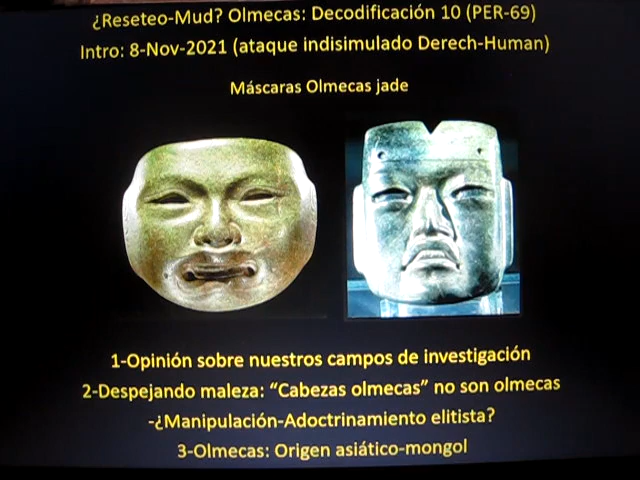 ¿Reseteo-Mud? Olmecas: Decodificación 10 (PER-69)
Intro: 8-Nov-2021 (ataque indisimulado Derech-Human)
Máscaras Olmecas jade
1-Opinión sobre nuestros campos de investigación
2-Despejando maleza: “Cabezas olmecas” no son olmecas
-¿Manipulación-Adoctrinamiento elitista?
3-Olmecas: Origen asiático-mongol